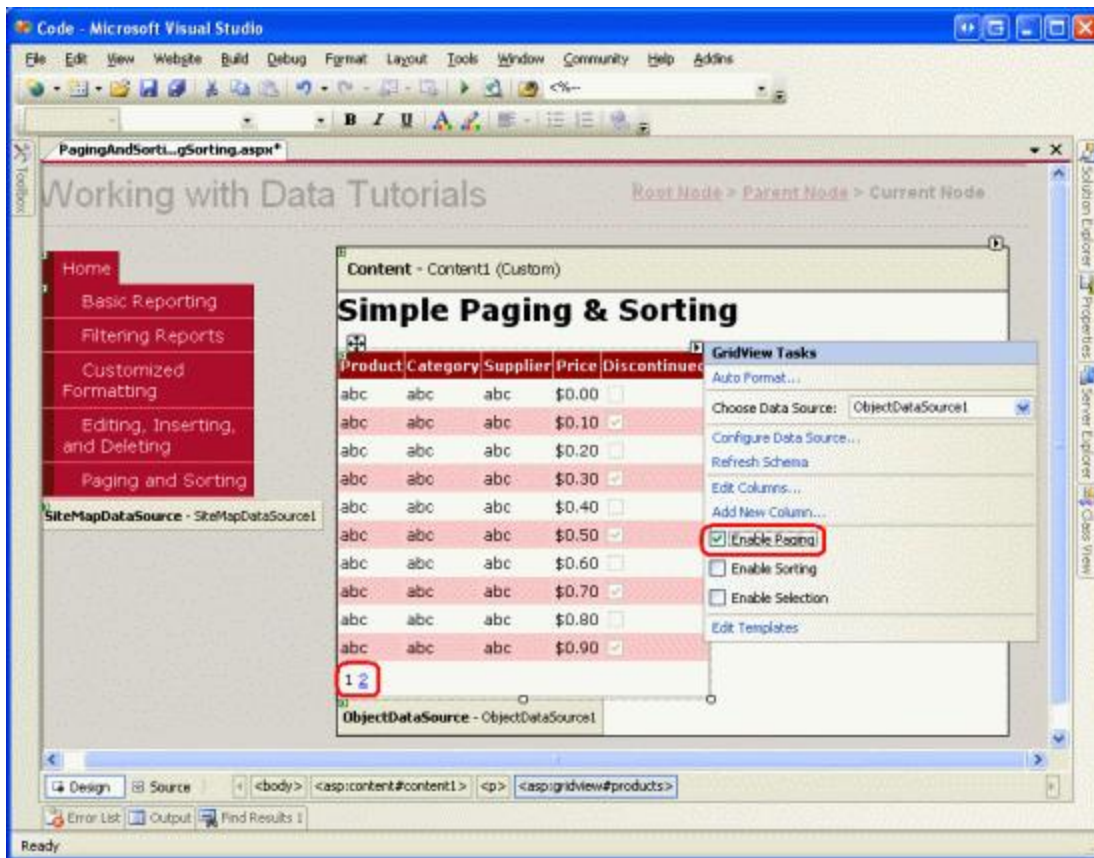 Code - Microsoft Visual Studio
File Edit View Website Build Debug Format Layout Tools Window Community Help Addins
<%--
B I U A
PagingAndSorti...gSorting.aspx*
Toolbox
Working with Data Tutorials
Root Node > Parent Node > Current Node
Home
Basic Reporting
Filtering Reports
Customized
Formatting
Editing, Inserting,
and Deleting
Paging and Sorting
SiteMapDataSource - SiteMapDataSource1
Content - Content1 (Custom)
Simple Paging & Sorting
Product Category Supplier Price Discontinued
abc abc abc $0.00
abc abc abc $0.10
abc abc abc $0.20
abc abc abc $0.30
abc abc abc $0.40
abc abc abc $0.50
abc abc abc $0.60
abc abc abc $0.70
abc abc abc $0.80
abc abc abc $0.90
1 2
ObjectDataSource - ObjectDataSource1
GridView Tasks
Auto Format...
Choose Data Source: ObjectDataSource1
Configure Data Source...
Refresh Schema
Edit Columns...
Add New Column...
Enable Paging
Enable Sorting
Enable Selection
Edit Templates
Solution Explorer
Properties
Server Explorer
Class View
Design Source <body> <asp:content#content1> <p> <asp:gridview#products>
Error List Output Find Results 1
Ready